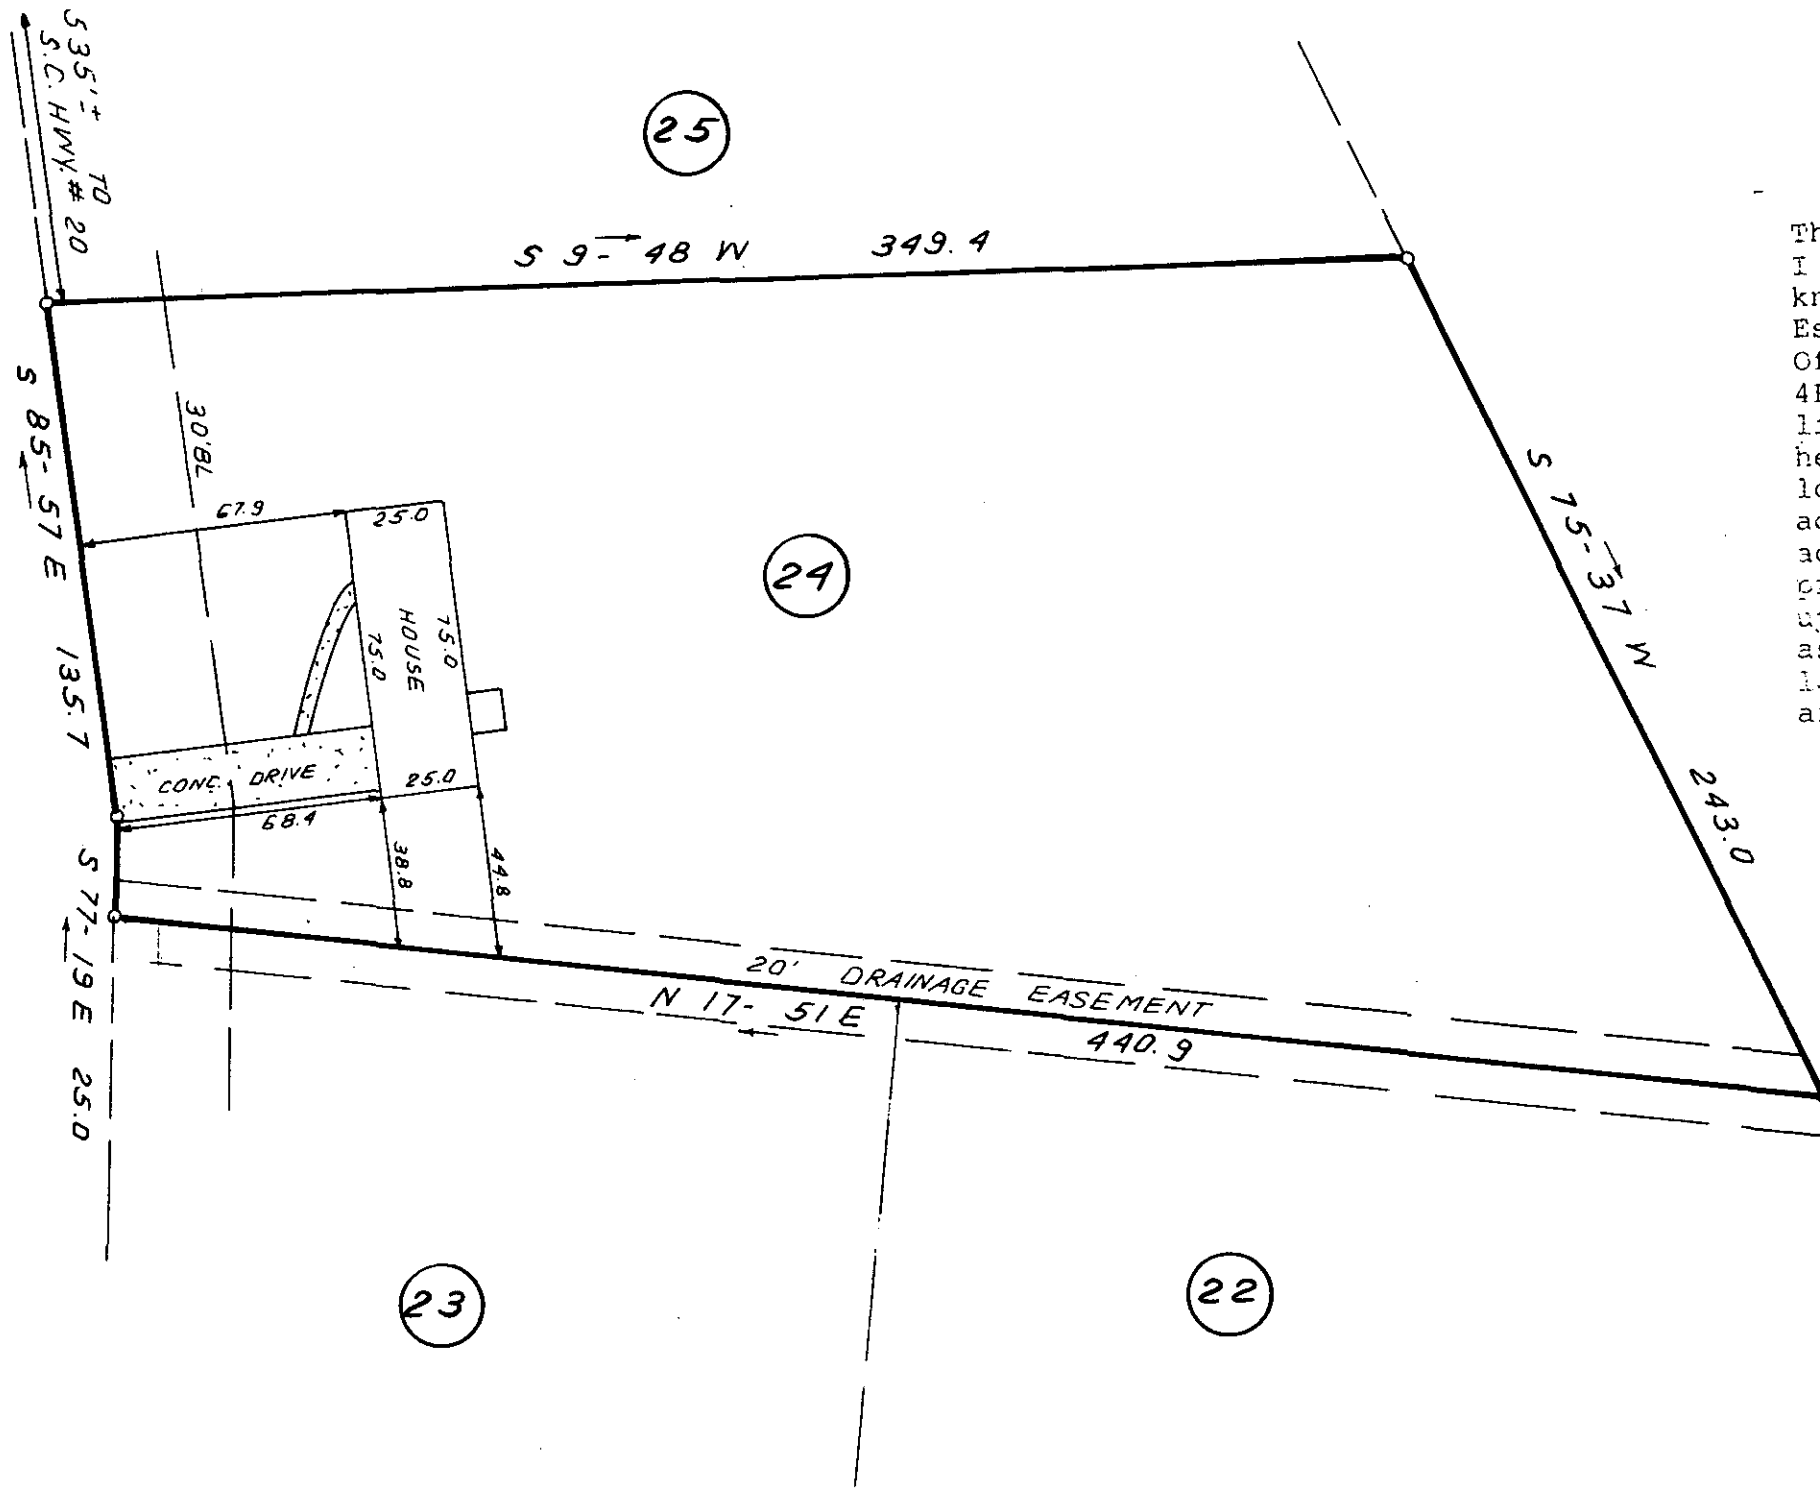 535'± TO
S.C. HWY. # 20
25
S 9- 48 W 349.4
30'BL
S 85- 57 E 135.7
67.9
25.0
HOUSE
75.0
75.0
24
S 75- 37 W
243.0
CONC. DRIVE
25.0
68.4
38.8
44.8
S 77- 19 E 25.0
20' DRAINAGE EASEMENT
N 17- 51 E
440.9
23
22
I